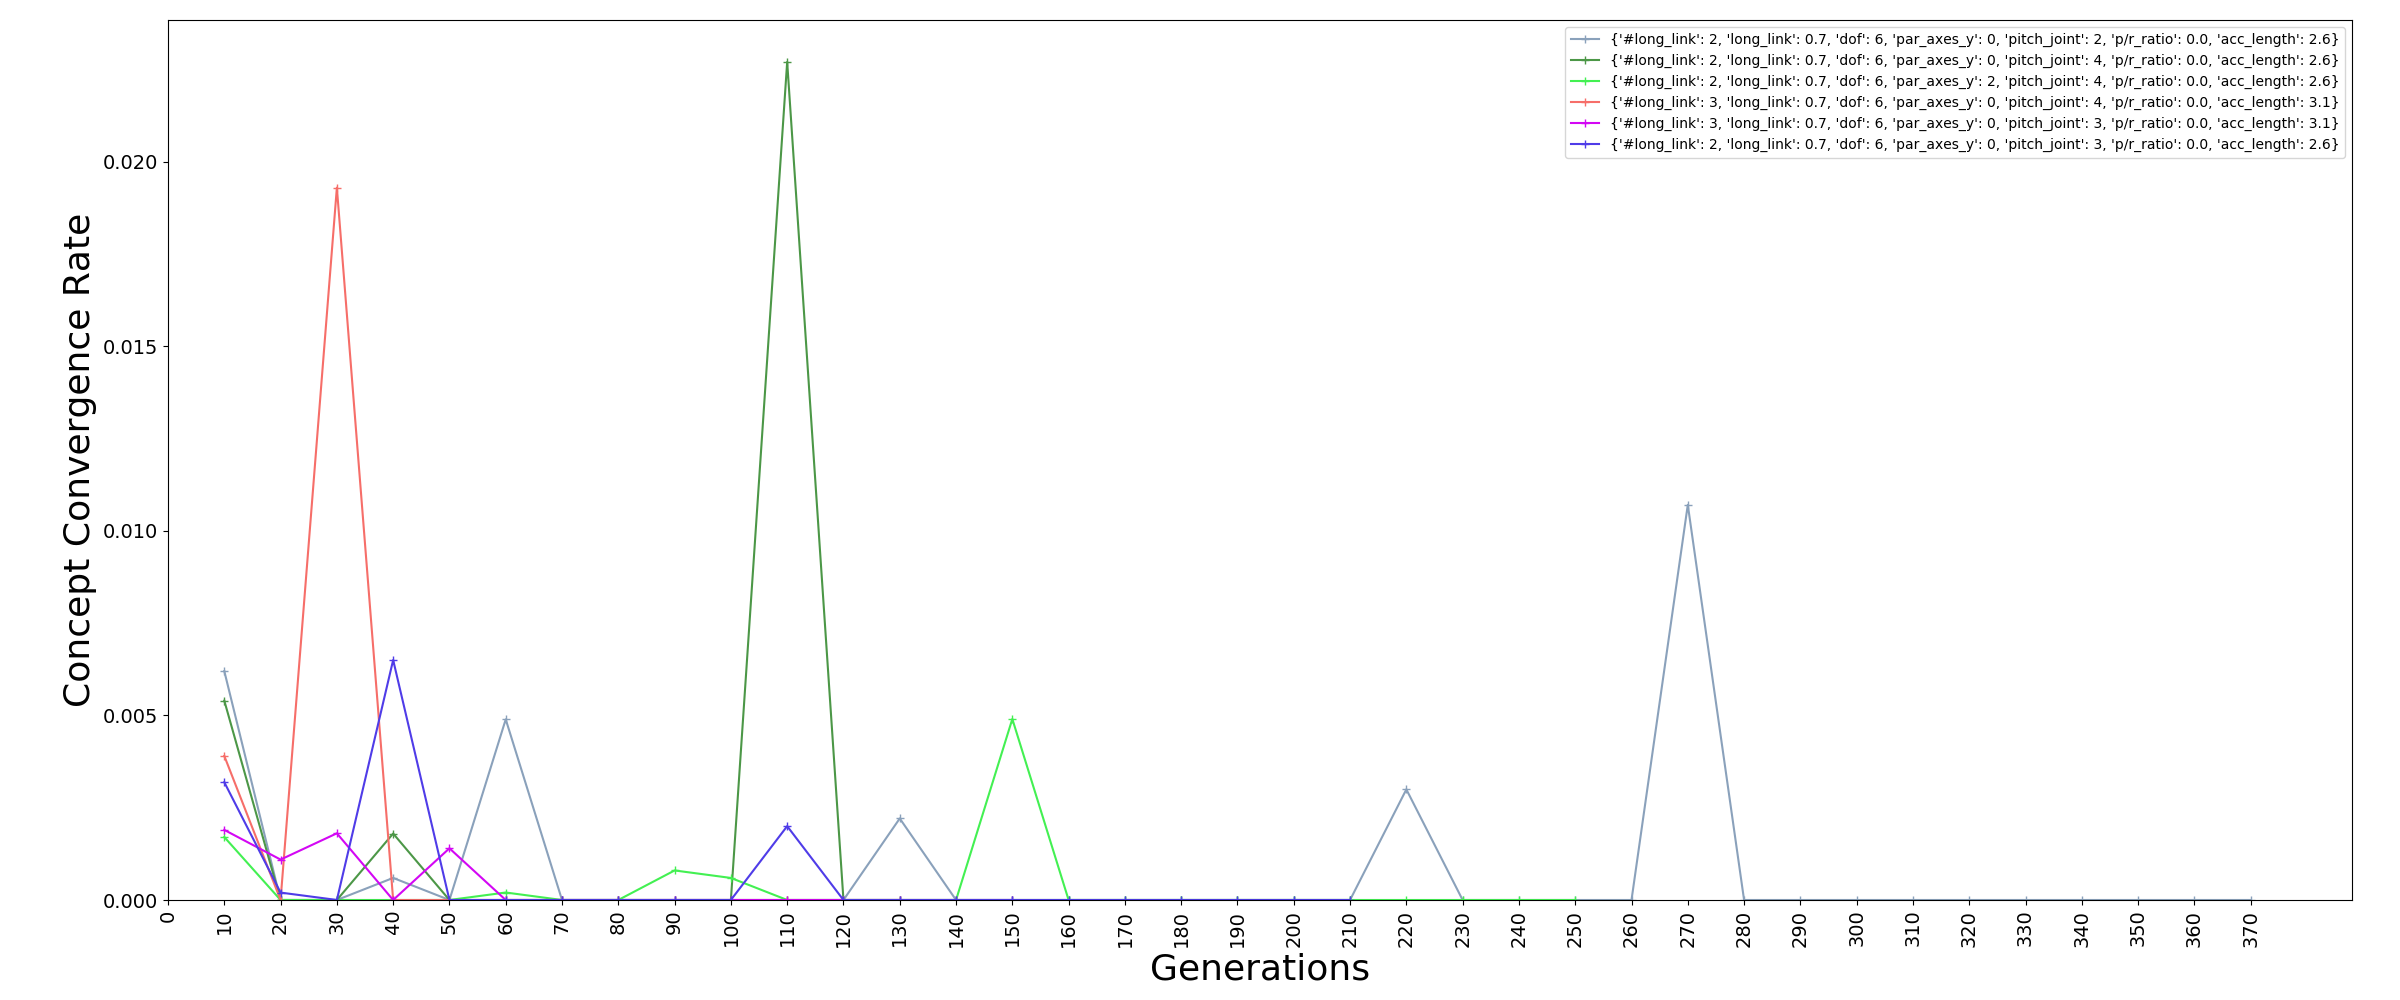 {'#long_link': 2, 'long_link': 0.7, 'dof': 6, 'par_axes_y': 0, 'pitch_joint': 2, 'p/r_ratio': 0.0, 'acc_length': 2.6}
{'#long_link': 2, 'long_link': 0.7, 'dof': 6, 'par_axes_y': 0, 'pitch_joint': 4, 'p/r_ratio': 0.0, 'acc_length': 2.6}
{'#long_link': 2, 'long_link': 0.7, 'dof': 6, 'par_axes_y': 2, 'pitch_joint': 4, 'p/r_ratio': 0.0, 'acc_length': 2.6}
{'#long_link': 3, 'long_link': 0.7, 'dof': 6, 'par_axes_y': 0, 'pitch_joint': 4, 'p/r_ratio': 0.0, 'acc_length': 3.1}
{'#long_link': 3, 'long_link': 0.7, 'dof': 6, 'par_axes_y': 0, 'pitch_joint': 3, 'p/r_ratio': 0.0, 'acc_length': 3.1}
{'#long_link': 2, 'long_link': 0.7, 'dof': 6, 'par_axes_y': 0, 'pitch_joint': 3, 'p/r_ratio': 0.0, 'acc_length': 2.6}
Concept Convergence Rate
0.020
0.015
0.010
0.005
0.000
0 10 20 30 40 50 60 70 80 90 100 110 120 130 140 150 160 170 180 190 200 210 220 230 240 250 260 270 280 290 300 310 320 330 340 350 360 370
Generations